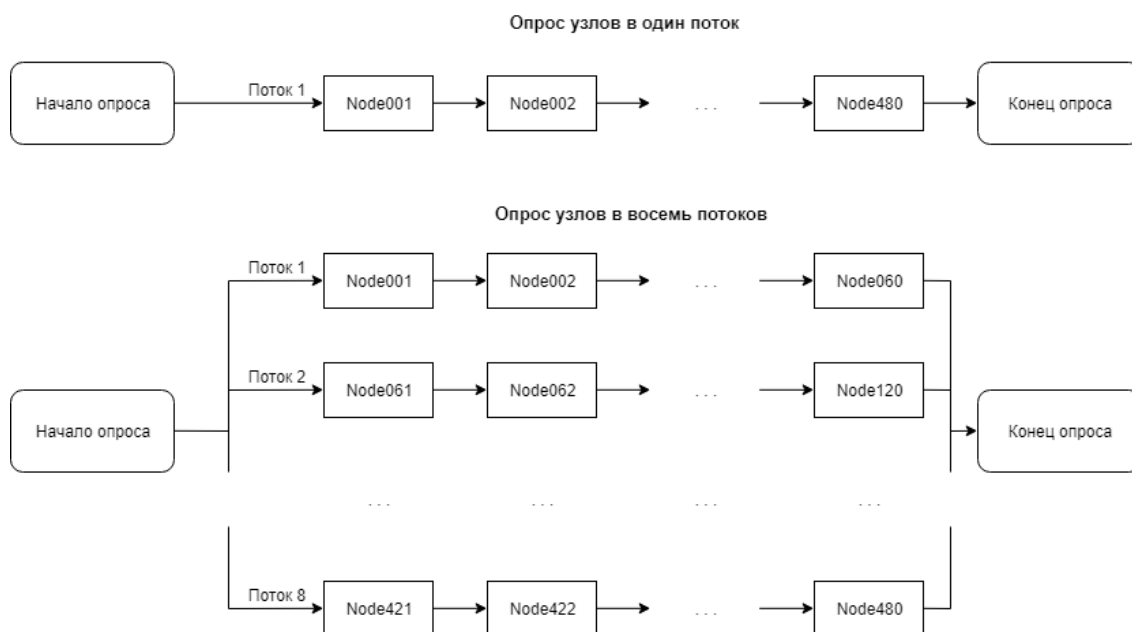 Опрос узлов в один поток
Начало опроса
Поток 1
Node001
Node002
. . .
Node480
Конец опроса
Опрос узлов в восемь потоков
Поток 1
Node001
Node002
. . .
Node060
Поток 2
Node061
Node062
. . .
Node120
Начало опроса
Конец опроса
. . .
. . .
. . .
. . .
Поток 8
Node421
Node422
. . .
Node480